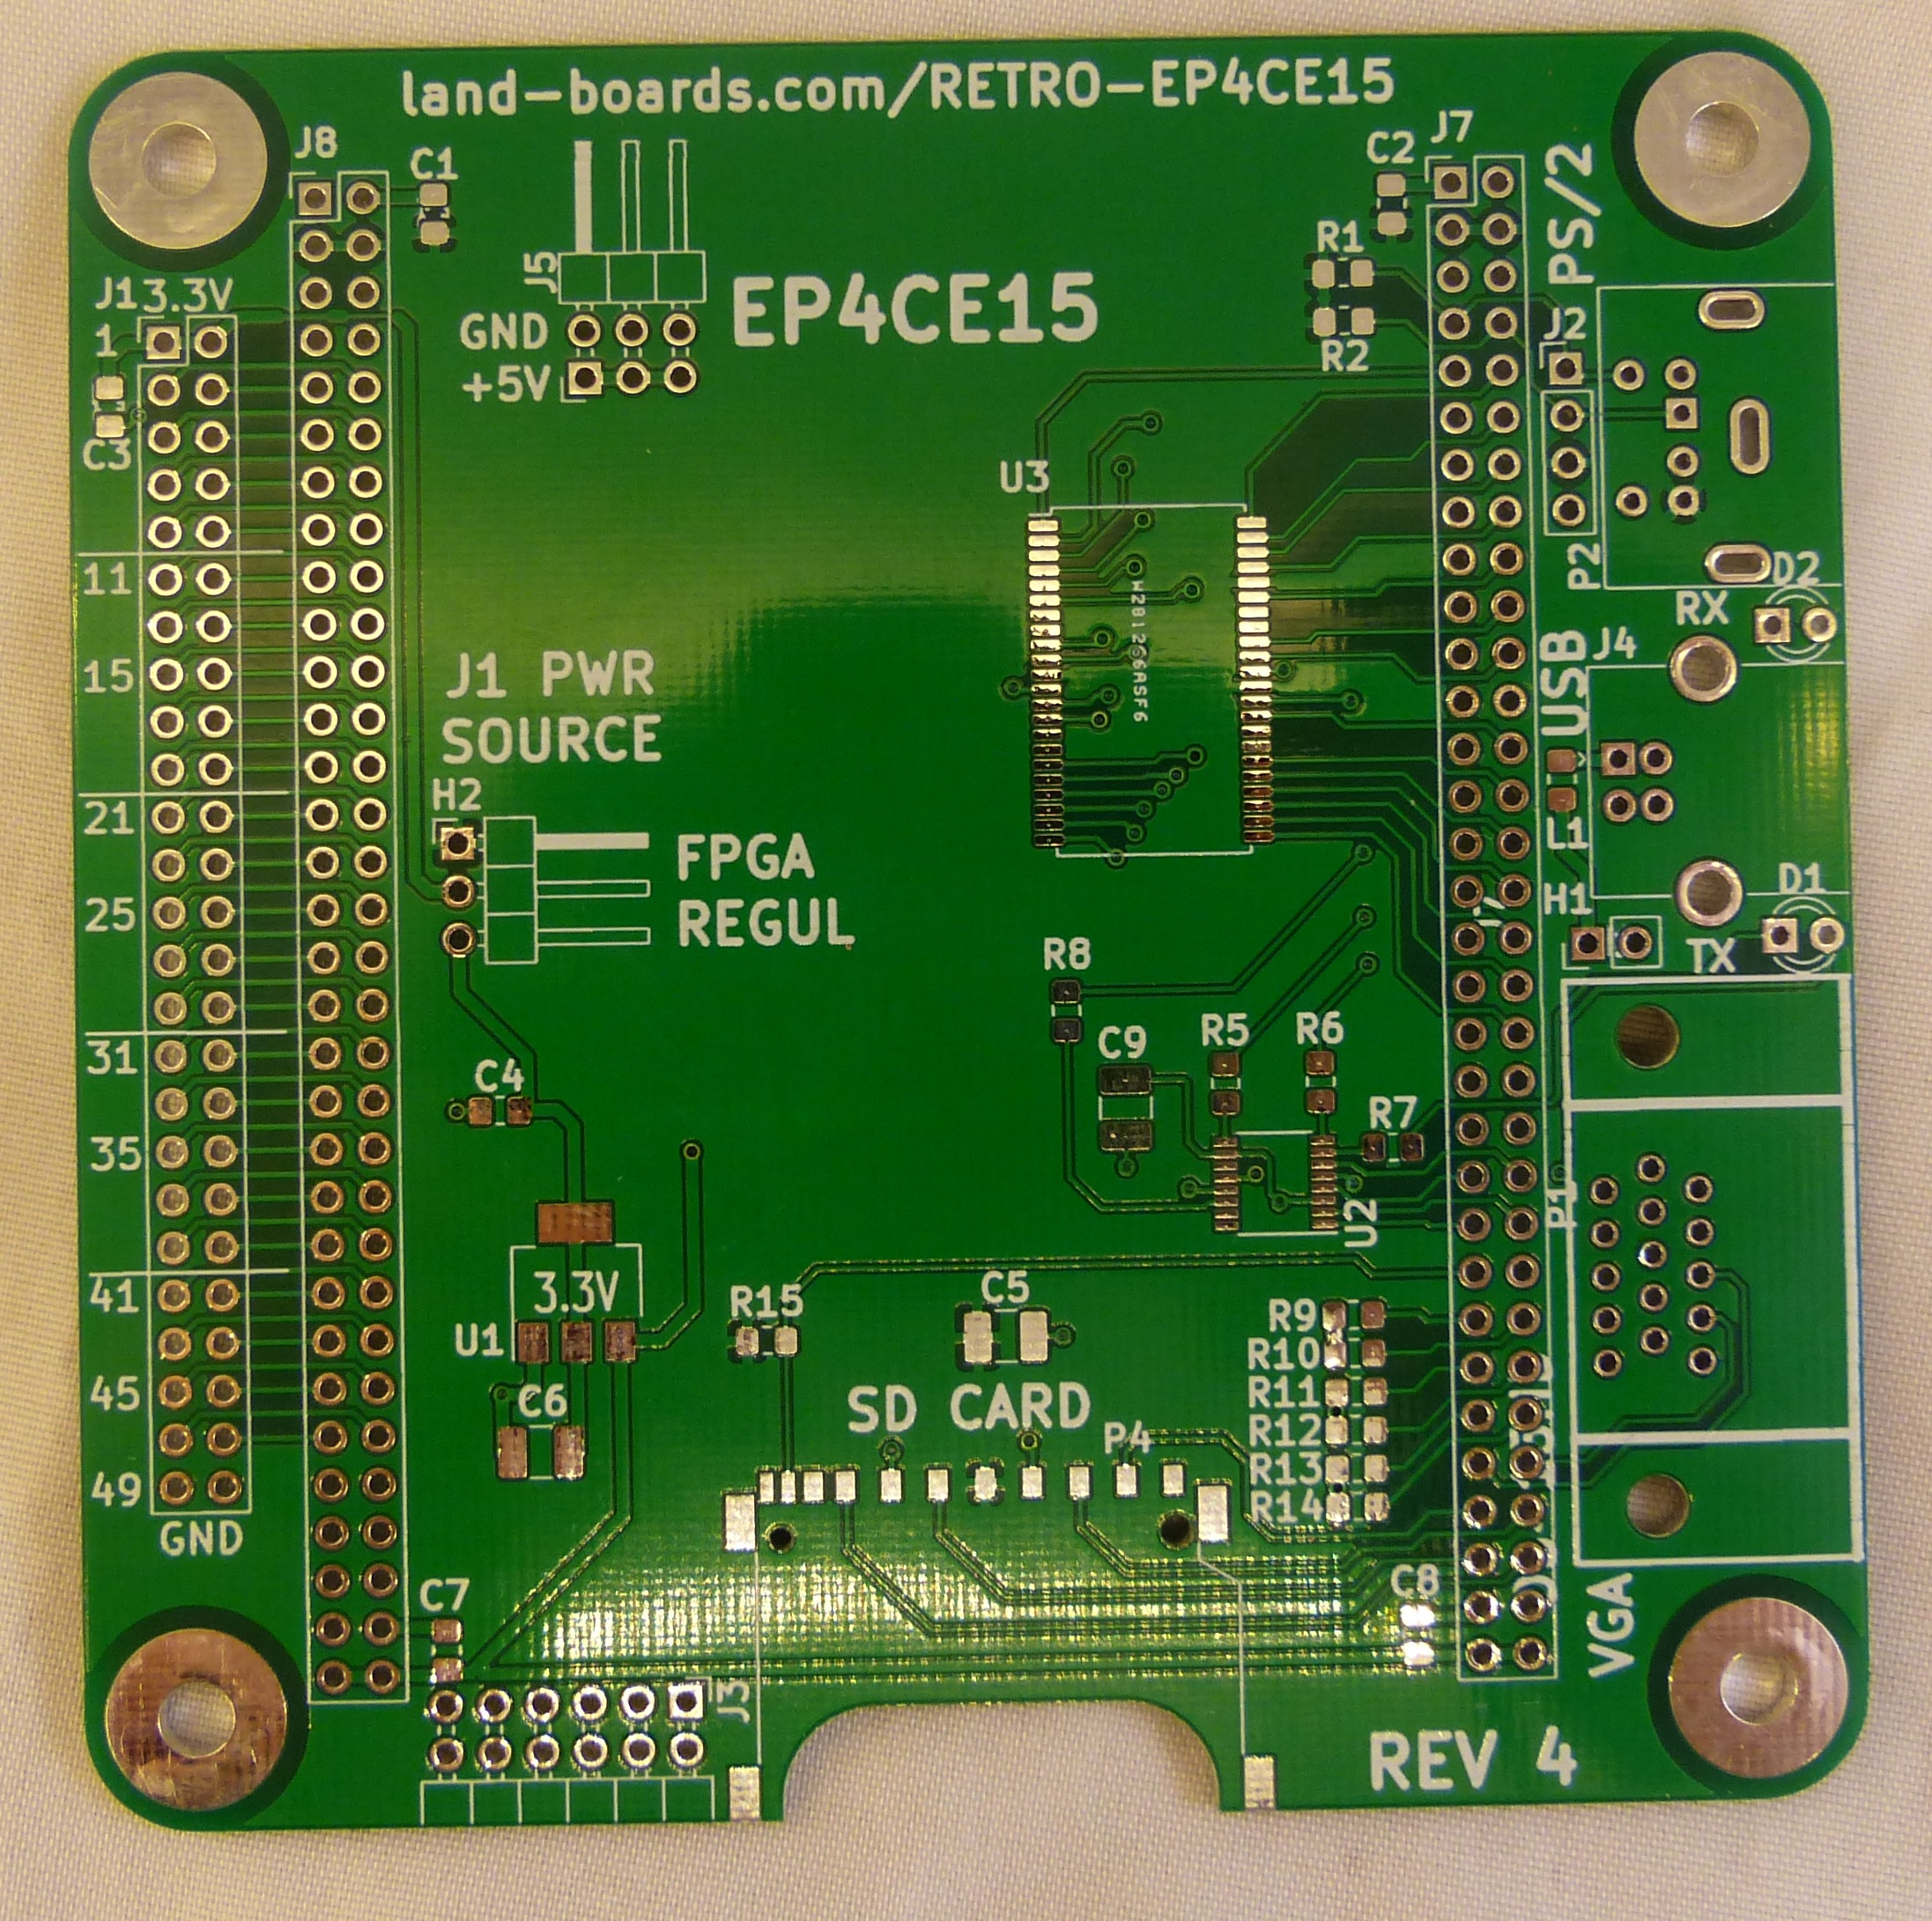 land-boards.com/RETRO-EP4CE15
J8
C1
C2
J7
PS/2
R1
J5
J1
3.3V
EP4CE15
GND
+5V
1
R2
J2
C3
U3
P2
D2
RX
11
H28125GASF6
USB
J4
15
J1 PWR
SOURCE
H2
21
FPGA
REGUL
L1
D1
H1
25
R8
TX
31
C9
R5
R6
C4
R7
35
U2
P1
41
3.3V
U1
R15
C5
R9
R10
R11
R12
R13
R14
45
C6
SD CARD
P4
49
GND
C7
C8
VGA
J3
REV 4